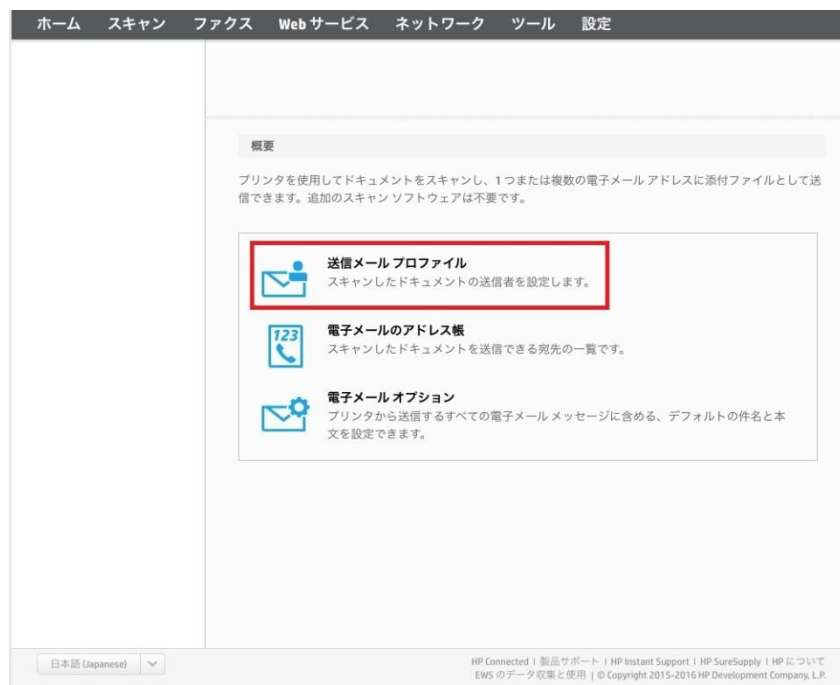 ホーム スキャン ファクス Web サービス ネットワーク ツール 設定
概要
プリンタを使用してドキュメントをスキャンし、1 つまたは複数の電子メール アドレスに添付ファイルとして送
信できます。追加のスキャン ソフトウェアは不要です。
送信メール プロファイル
スキャンしたドキュメントの送信者を設定します。
123
電子メールのアドレス帳
スキャンしたドキュメントを送信できる宛先の一覧です。
電子メール オプション
プリンタから送信するすべての電子メール メッセージに含める、デフォルトの件名と本
文を設定できます。
日本語 (Japanese)
HP Connected | 製品サポート | HP Instant Support | HP SureSupply | HP について
EWS のデータ収集と使用 | © Copyright 2015-2016 HP Development Company, L.P.